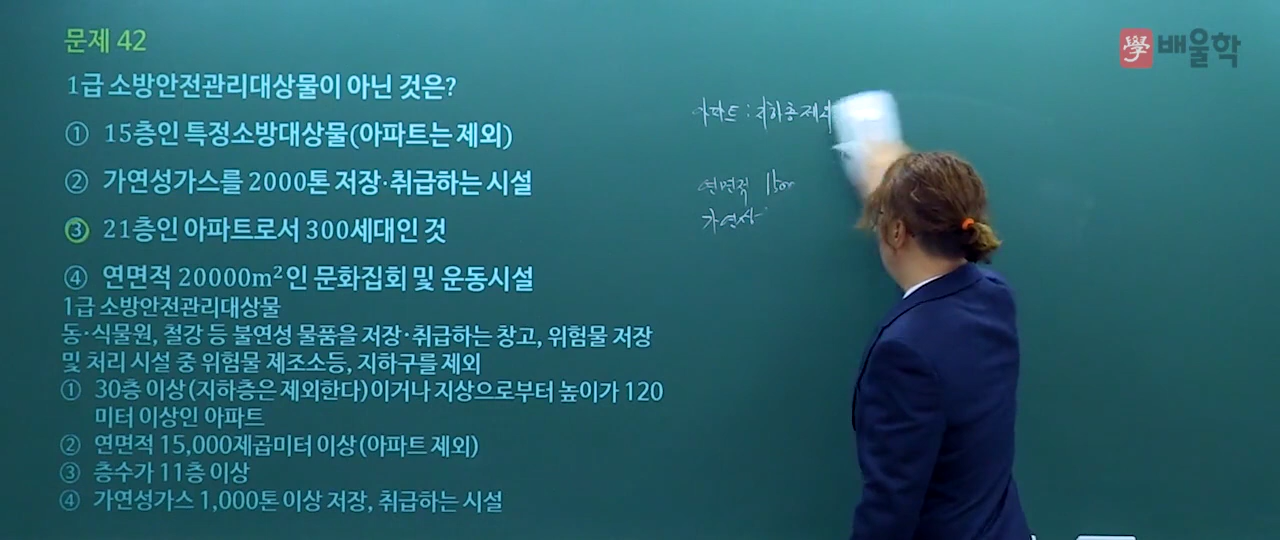 문제 42
學 배울학
1급 소방안전관리대상물이 아닌 것은?
① 15층인 특정소방대상물(아파트는 제외)
② 가연성가스를 2000톤 저장·취급하는 시설
③ 21층인 아파트로서 300세대인 것
④ 연면적 20000m²인 문화집회 및 운동시설
1급 소방안전관리대상물
동·식물원, 철강 등 불연성 물품을 저장·취급하는 창고, 위험물 저장
및 처리 시설 중 위험물 제조소등, 지하구를 제외
① 30층 이상(지하층은 제외한다)이거나 지상으로부터 높이가 120
미터 이상인 아파트
② 연면적 15,000제곱미터 이상(아파트 제외)
③ 층수가 11층 이상
④ 가연성가스 1,000톤 이상 저장, 취급하는 시설
아파트 : 지하층 제외
연면적